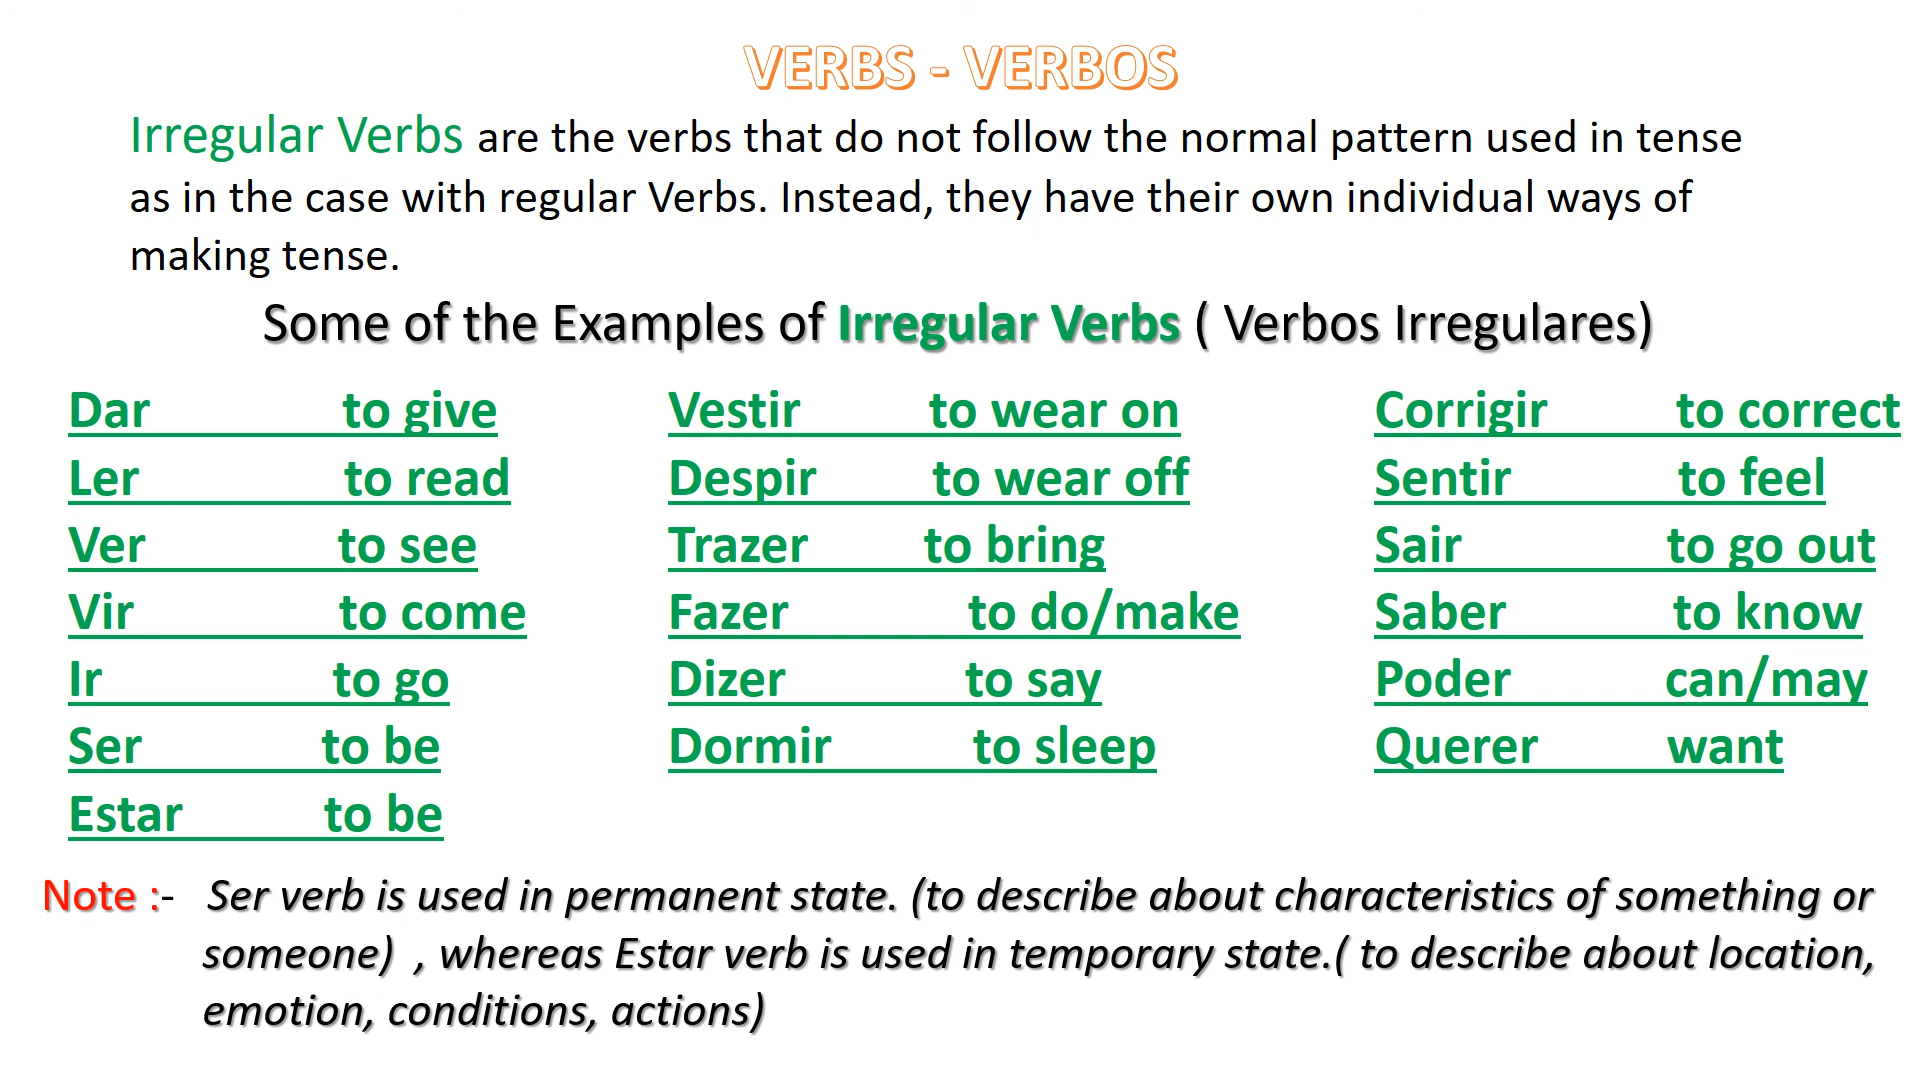 VERBS - VERBOS
Irregular Verbs are the verbs that do not follow the normal pattern used in tense
as in the case with regular Verbs. Instead, they have their own individual ways of
making tense.
Some of the Examples of Irregular Verbs ( Verbos Irregulares)
Dar to give
Ler to read
Ver to see
Vir to come
Ir to go
Ser to be
Estar to be
Vestir to wear on
Despir to wear off
Trazer to bring
Fazer to do/make
Dizer to say
Dormir to sleep
Corrigir to correct
Sentir to feel
Sair to go out
Saber to know
Poder can/may
Querer want
Note :- Ser verb is used in permanent state. (to describe about characteristics of something or
someone) , whereas Estar verb is used in temporary state.( to describe about location,
emotion, conditions, actions)